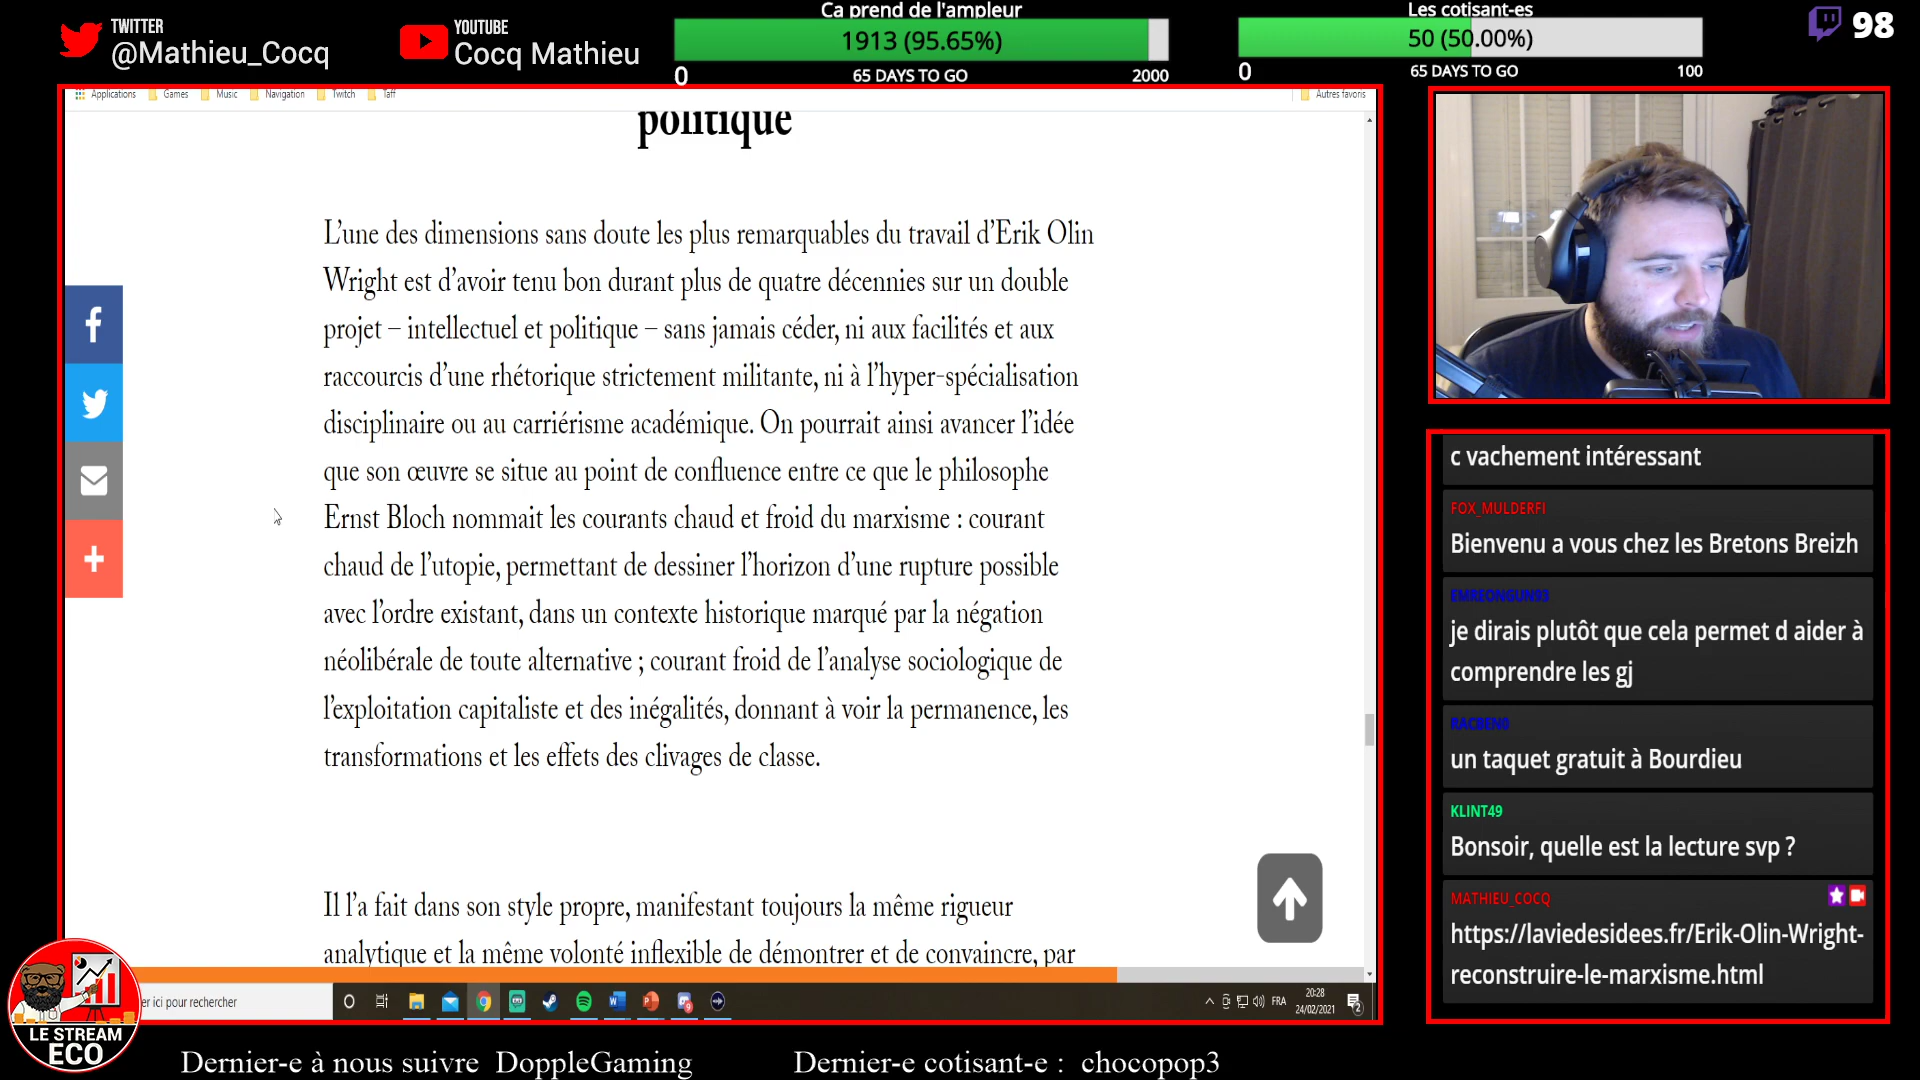 TWITTER
@Mathieu_Cocq
YOUTUBE
Cocq Mathieu
Ca prend de l'ampleur
1913 (95.65%)
0
65 DAYS TO GO
2000
Les cotisant-es
50 (50.00%)
0
65 DAYS TO GO
100
98
Applications
Games
Music
Navigation
Twitch
Taff
Autres favoris
politique
L'une des dimensions sans doute les plus remarquables du travail d'Erik Olin
Wright est d'avoir tenu bon durant plus de quatre décennies sur un double
projet – intellectuel et politique – sans jamais céder, ni aux facilités et aux
raccourcis d'une rhétorique strictement militante, ni à l'hyper-spécialisation
disciplinaire ou au carriérisme académique. On pourrait ainsi avancer l'idée
que son œuvre se situe au point de confluence entre ce que le philosophe
Ernst Bloch nommait les courants chaud et froid du marxisme : courant
chaud de l'utopie, permettant de dessiner l'horizon d'une rupture possible
avec l'ordre existant, dans un contexte historique marqué par la négation
néolibérale de toute alternative ; courant froid de l'analyse sociologique de
l'exploitation capitaliste et des inégalités, donnant à voir la permanence, les
transformations et les effets des clivages de classe.
Il l'a fait dans son style propre, manifestant toujours la même rigueur
analytique et la même volonté inflexible de démontrer et de convaincre, par
c vachement intéressant
FOX_MULDERFI
Bienvenu a vous chez les Bretons Breizh
EMREONGUN93
je dirais plutôt que cela permet d aider à
comprendre les gj
RACBEN0
un taquet gratuit à Bourdieu
KLINT49
Bonsoir, quelle est la lecture svp ?
MATHIEU_COCQ
https://laviedesidees.fr/Erik-Olin-Wright-
reconstruire-le-marxisme.html
er ici pour rechercher
FRA
20:28
24/02/2021
2
LE STREAM
ECO
Dernier-e à nous suivre DoppleGaming
Dernier-e cotisant-e : chocopop3